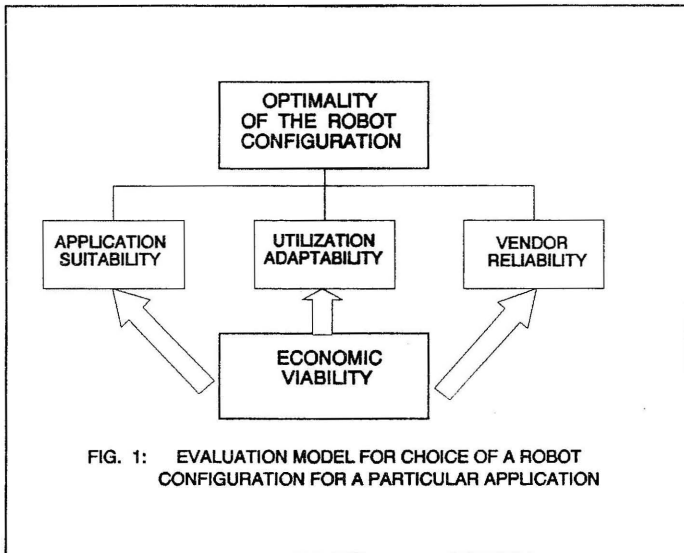 OPTIMALITY
OF THE ROBOT
CONFIGURATION
APPLICATION
SUITABILITY
UTILIZATION
ADAPTABILITY
VENDOR
RELIABILITY
ECONOMIC
VIABILITY
FIG. 1: EVALUATION MODEL FOR CHOICE OF A ROBOT
CONFIGURATION FOR A PARTICULAR APPLICATION